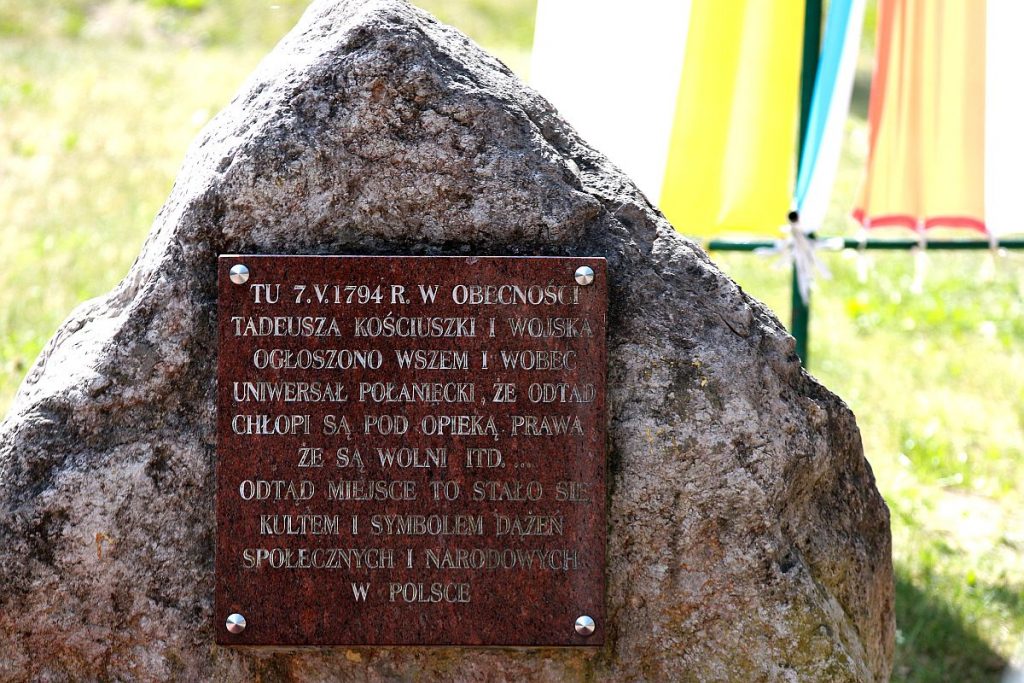 TU 7.V.1794 R. W OBECNOŚCI
TADEUSZA KOŚCIUSZKI I WOJSKA
OGŁOSZONO WSZEM I WOBEC
UNIWERSAŁ POŁANIECKI, ŻE ODTĄD
CHŁOPI SĄ POD OPIEKĄ PRAWA
ŻE SĄ WOLNI ITD. ...
ODTĄD MIEJSCE TO STAŁO SIĘ
KULTEM I SYMBOLEM DĄŻEŃ
SPOŁECZNYCH I NARODOWYCH
W POLSCE